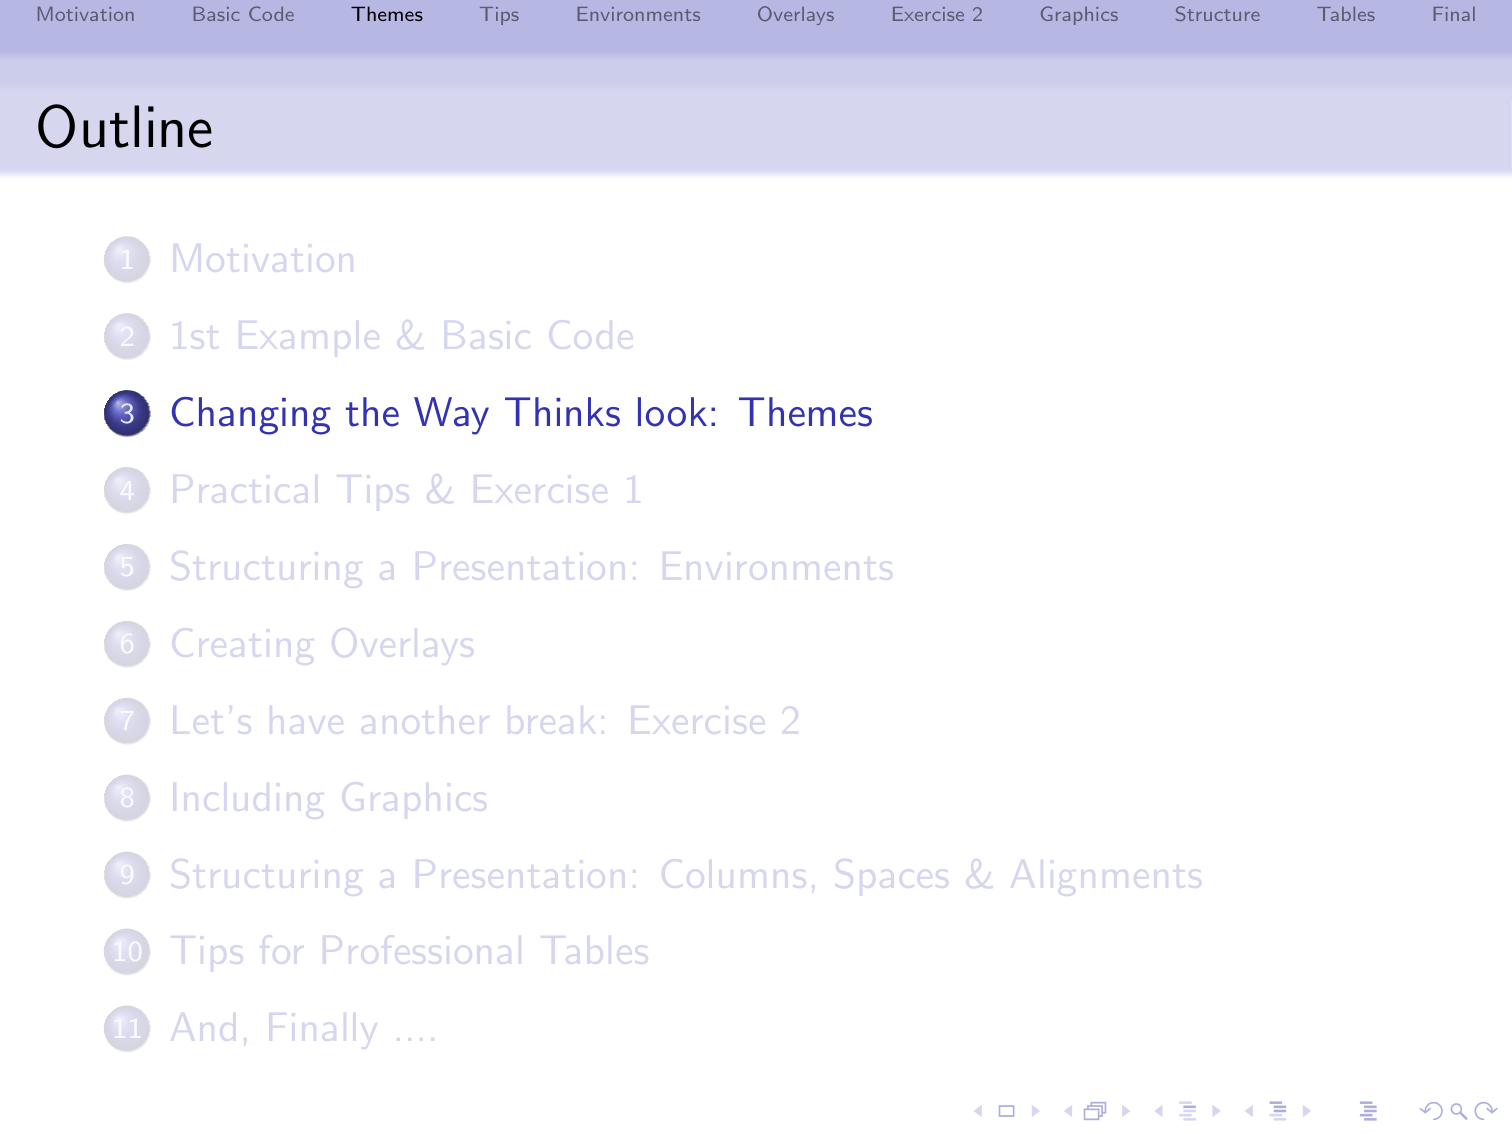 Motivation Basic Code Themes Tips Environments Overlays Exercise 2 Graphics Structure Tables Final
Outline
1 Motivation
2 1st Example & Basic Code
3 Changing the Way Thinks look: Themes
4 Practical Tips & Exercise 1
5 Structuring a Presentation: Environments
6 Creating Overlays
7 Let's have another break: Exercise 2
8 Including Graphics
9 Structuring a Presentation: Columns, Spaces & Alignments
10 Tips for Professional Tables
11 And, Finally ....